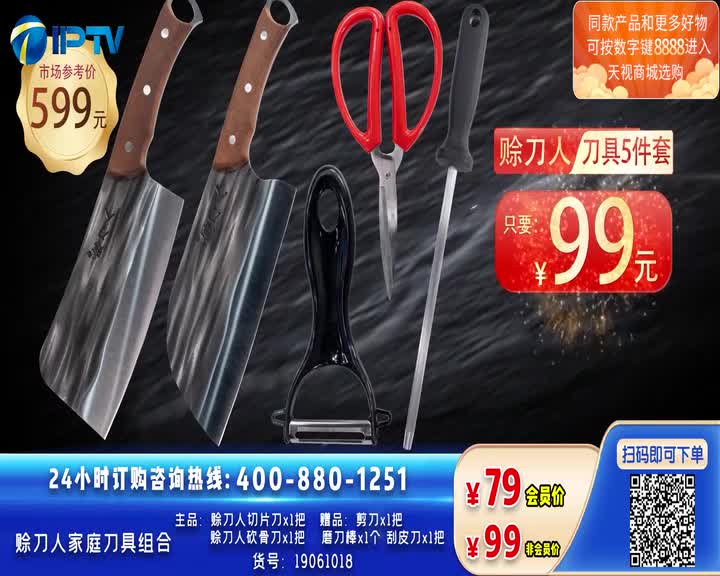 IPTV
市场参考价
599元
同款产品和更多好物
可按数字键8888进入
天视商城选购
赊刀人 刀具5件套
只要:
¥99元
24小时订购咨询热线:400-880-1251
主品: 赊刀人切片刀x1把 赠品: 剪刀x1把
赊刀人砍骨刀x1把 磨刀棒x1个 刮皮刀x1把
赊刀人家庭刀具组合
货号: 19061018
¥79会员价
¥99非会员价
扫码即可下单